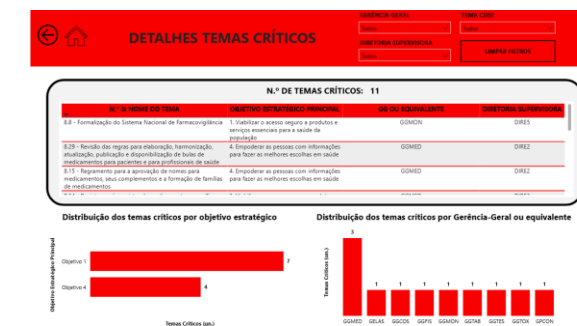 GERÊNCIA-GERAL
TEMA CRÍT
Todos
Todos
DETALHES TEMAS CRÍTICOS
DIRETORIA SUPERVISORA
Todos
LIMPAR FILTROS
N.º DE TEMAS CRÍTICOS: 11
N.º & NOME DO TEMA
OBJETIVO ESTRATÉGICO PRINCIPAL
GG OU EQUIVALENTE
DIRETORIA SUPERVISORA
8.8 - Formalização do Sistema Nacional de Farmacovigilância
1. Viabilizar o acesso seguro a produtos e
serviços essenciais para a saúde da
população
GGMON
DIRE5
8.29 - Revisão das regras para elaboração, harmonização,
atualização, publicação e disponibilização de bulas de
medicamentos para pacientes e para profissionais de saúde
4. Empoderar as pessoas com informações
para fazer as melhores escolhas em saúde
GGMED
DIRE2
8.15 - Regramento para a aprovação de nomes para
medicamentos, seus complementos e a formação de famílias
de medicamentos
4. Empoderar as pessoas com informações
para fazer as melhores escolhas em saúde
GGMED
DIRE2
Distribuição dos temas críticos por objetivo estratégico
Objetivo Estratégico Principal
Objetivo 1
7
Objetivo 4
4
Temas Críticos (un.)
Distribuição dos temas críticos por Gerência-Geral ou equivalente
Temas Críticos (un.)
3
1
1
1
1
1
1
1
1
GGMED
GELAS
GGCOS
GGFIS
GGMON
GGTAB
GGTES
GGTOX
GPCON